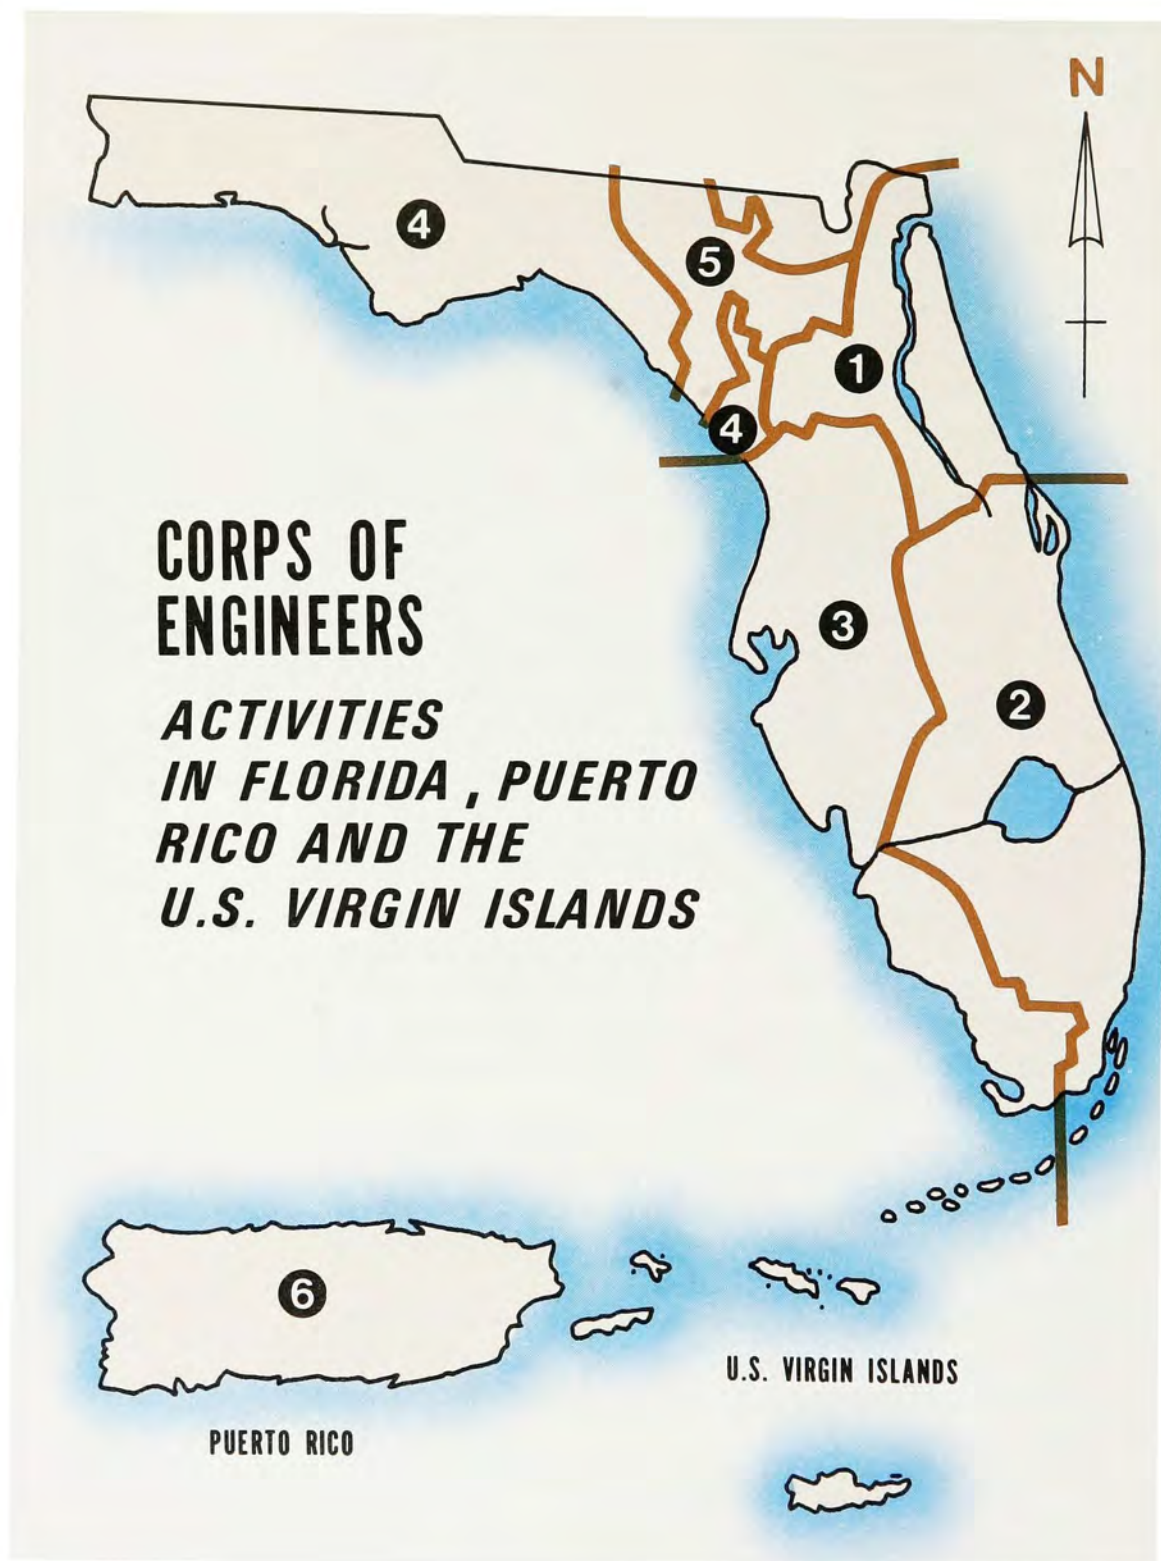 N
4
5
1
4
CORPS OF
ENGINEERS
3
ACTIVITIES
2
IN FLORIDA , PUERTO
RICO AND THE
U.S. VIRGIN ISLANDS
6
U.S. VIRGIN ISLANDS
PUERTO RICO